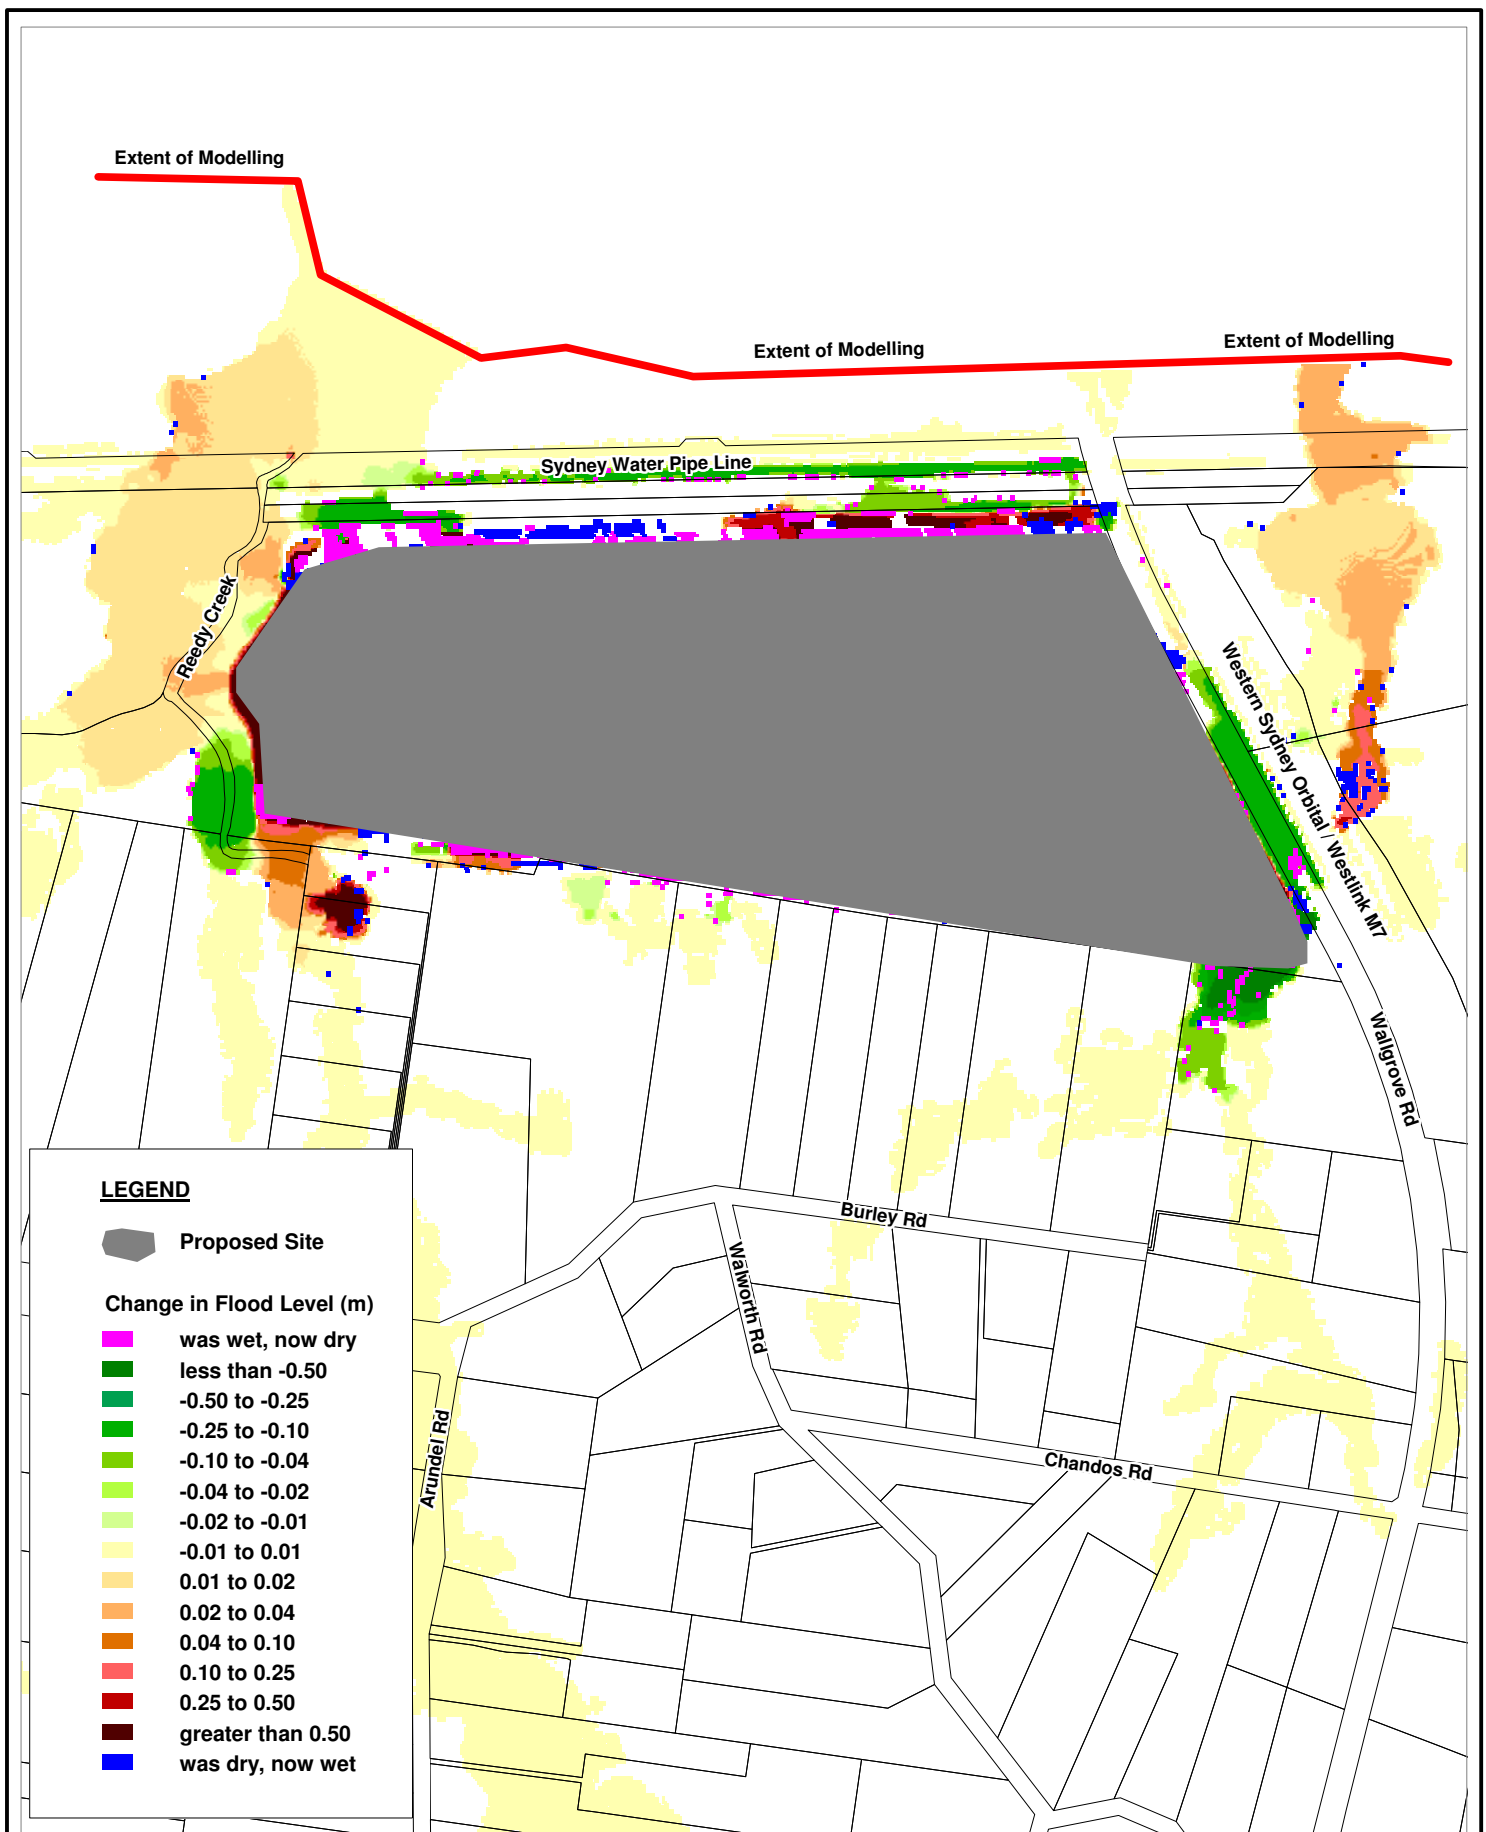 Extent of Modelling
Extent of Modelling
Extent of Modelling
Sydney Water Pipe Line
Reedy Creek
Western Sydney Orbital / Westlink M7
Wallgrove Rd
Burley Rd
Walworth Rd
Arundel Rd
Chandos Rd
LEGEND
Proposed Site
Change in Flood Level (m)
was wet, now dry
less than -0.50
-0.50 to -0.25
-0.25 to -0.10
-0.10 to -0.04
-0.04 to -0.02
-0.02 to -0.01
-0.01 to 0.01
0.01 to 0.02
0.02 to 0.04
0.04 to 0.10
0.10 to 0.25
0.25 to 0.50
greater than 0.50
was dry, now wet